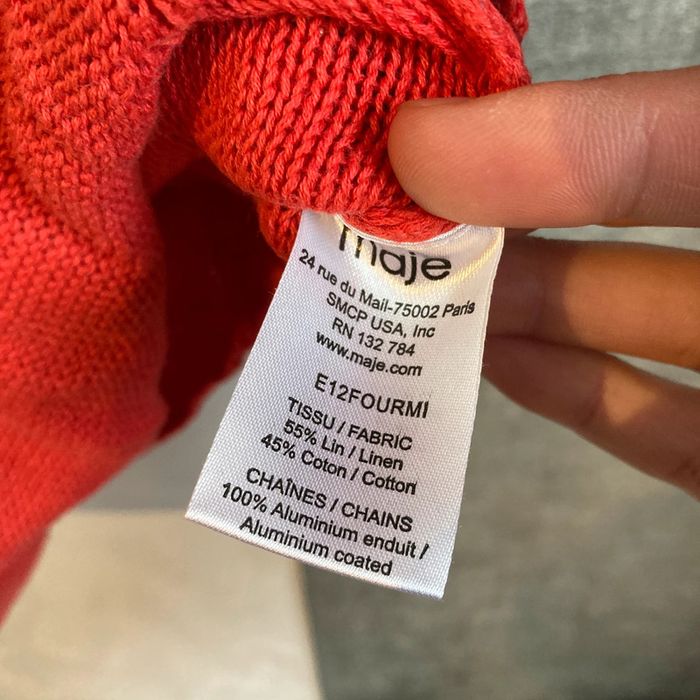 maje
24 rue du Mail-75002 Paris
SMCP USA, Inc
RN 132 784
www.maje.com
E12FOURMI
TISSU / FABRIC
55% Lin / Linen
45% Coton / Cotton
CHAÎNES / CHAINS
100% Aluminium enduit /
Aluminium coated